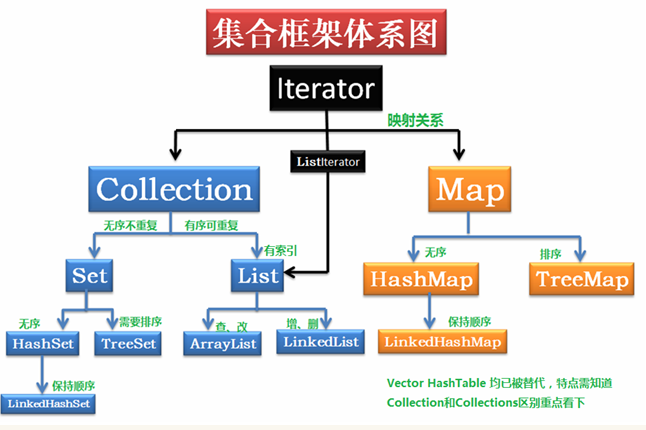 集合框架体系图
Iterator
映射关系
ListIterator
Collection
Map
无序不重复
有序可重复
有索引
无序
排序
Set
List
HashMap
TreeMap
无序
需要排序
查、改
增、删
保持顺序
HashSet
TreeSet
ArrayList
LinkedList
LinkedHashMap
保持顺序
LinkedHashSet
Vector HashTable 均已被替代，特点需知道
Collection和Collections区别重点看下